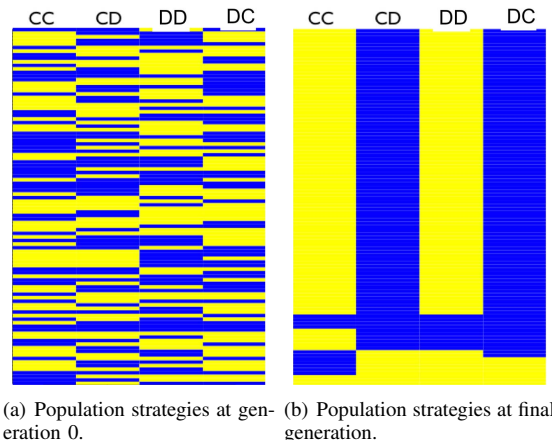 CC CD DD DC CC CD DD DC
(a) Population strategies at gen- (b) Population strategies at final
eration 0. generation.